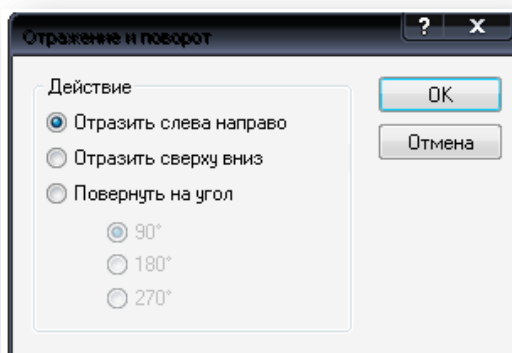 Отражение и поворот
? x
Действие
Отразить слева направо
Отразить сверху вниз
Повернуть на угол
90°
180°
270°
OK
Отмена